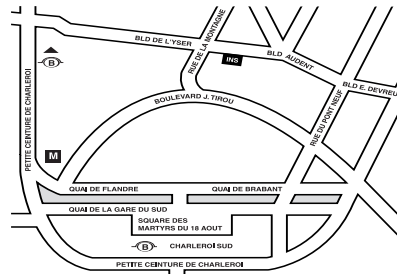 BLD DE L'YSER
RUE DE LA MONTAGNE
INS
BLD AUDENT
BLD E. DEVREU
B
PETITE CEINTURE DE CHARLEROI
BOULEVARD J. TIROU
RUE DU PONT NEUF
M
QUAI DE FLANDRE
QUAI DE BRABANT
QUAI DE LA GARE DU SUD
SQUARE DES
MARTYRS DU 18 AOUT
B
CHARLEROI SUD
PETITE CEINTURE DE CHARLEROI